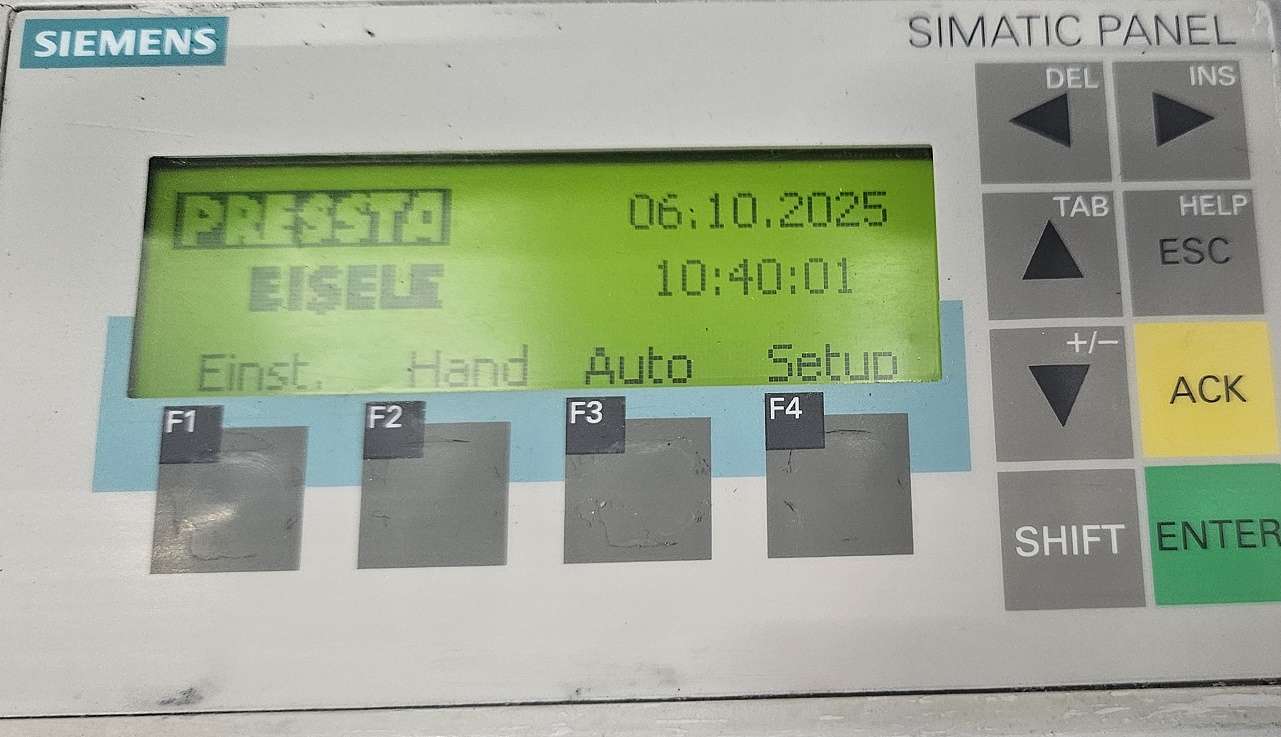 SIEMENS
SIMATIC PANEL
DEL
INS
PRESSTA 06.10.2025
TAB
HELP
ESC
EISELE 10:40:01
+/−
Einst. Hand Auto Setup
ACK
F1 F2 F3 F4
SHIFT
ENTER